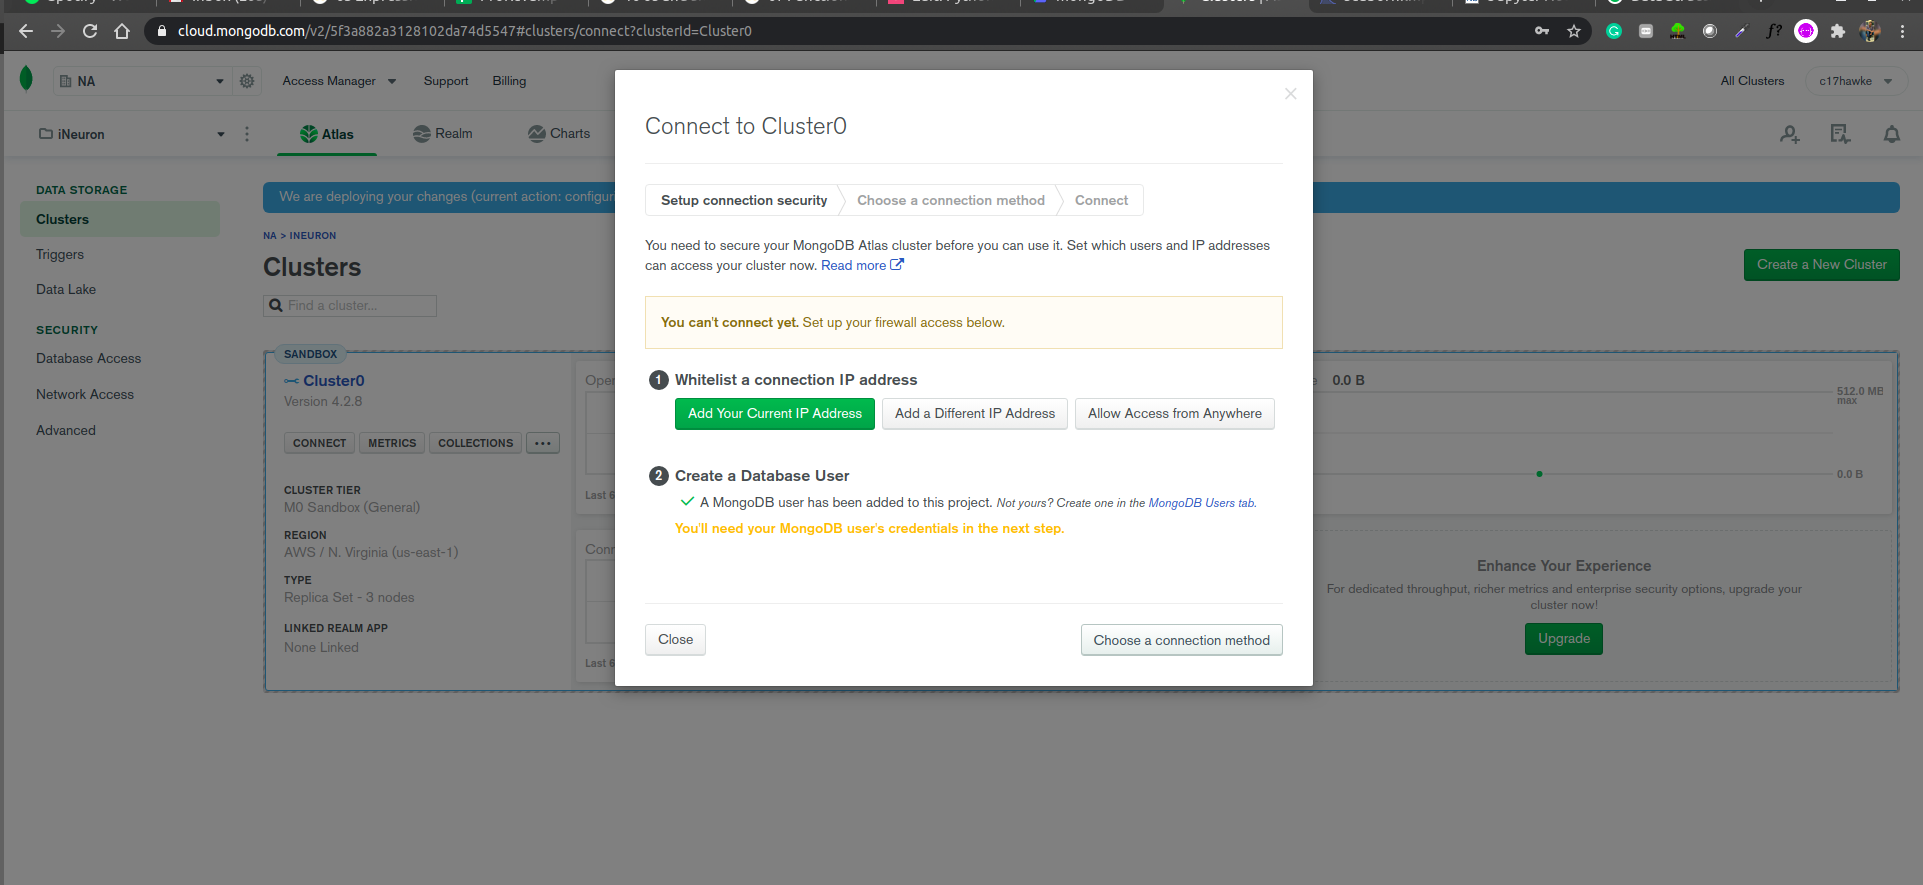 cloud.mongodb.com/v2/5f3a882a3128102da74d5547#clusters/connect?clusterId=Cluster0
NA
Access Manager
Support
Billing
All Clusters
c17hawke
iNeuron
Atlas
Realm
Charts
DATA STORAGE
Clusters
Triggers
Data Lake
SECURITY
Database Access
Network Access
Advanced
We are deploying your changes (current action: configur
NA > INEURON
Clusters
Create a New Cluster
Find a cluster...
SANDBOX
Cluster0
Version 4.2.8
CONNECT
METRICS
COLLECTIONS
...
CLUSTER TIER
M0 Sandbox (General)
REGION
AWS / N. Virginia (us-east-1)
TYPE
Replica Set - 3 nodes
LINKED REALM APP
None Linked
Oper
Last 6
Conn
Last 6
0.0 B
512.0 MB
max
0.0 B
Enhance Your Experience
For dedicated throughput, richer metrics and enterprise security options, upgrade your
cluster now!
Upgrade
Connect to Cluster0
Setup connection security
Choose a connection method
Connect
You need to secure your MongoDB Atlas cluster before you can use it. Set which users and IP addresses
can access your cluster now. Read more
You can't connect yet. Set up your firewall access below.
1 Whitelist a connection IP address
Add Your Current IP Address
Add a Different IP Address
Allow Access from Anywhere
2 Create a Database User
A MongoDB user has been added to this project. Not yours? Create one in the MongoDB Users tab.
You'll need your MongoDB user's credentials in the next step.
Close
Choose a connection method